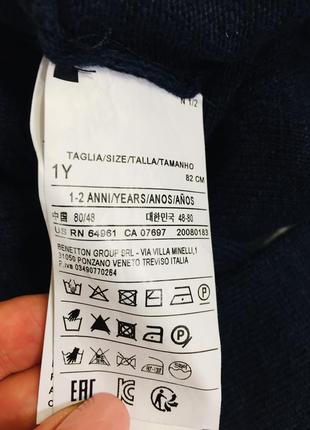 N 1/2
TAGLIA/SIZE/TALLA/TAMANHO
1Y 82 CM
1-2 ANNI/YEARS/ANOS/AÑOS
中国 80/48 대한민국 48-80
US RN 64961 CA 07697 20080183
BENETTON GROUP SRL - VIA VILLA MINELLI,1
31050 PONZANO VENETO TREVISO ITALIA
P.iva 03490770264
P
P
EAC